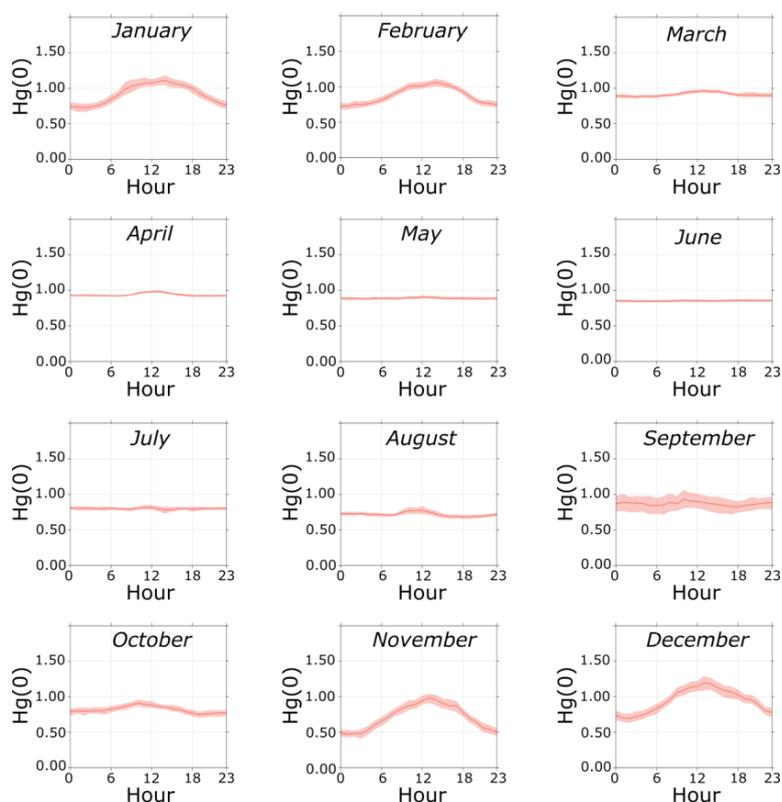 January
Hg(0)
1.50
1.00
0.50
0.00
0 6 12 18 23
Hour
February
Hg(0)
1.50
1.00
0.50
0.00
0 6 12 18 23
Hour
March
Hg(0)
1.50
1.00
0.50
0.00
0 6 12 18 23
Hour
April
Hg(0)
1.50
1.00
0.50
0.00
0 6 12 18 23
Hour
May
Hg(0)
1.50
1.00
0.50
0.00
0 6 12 18 23
Hour
June
Hg(0)
1.50
1.00
0.50
0.00
0 6 12 18 23
Hour
July
Hg(0)
1.50
1.00
0.50
0.00
0 6 12 18 23
Hour
August
Hg(0)
1.50
1.00
0.50
0.00
0 6 12 18 23
Hour
September
Hg(0)
1.50
1.00
0.50
0.00
0 6 12 18 23
Hour
October
Hg(0)
1.50
1.00
0.50
0.00
0 6 12 18 23
Hour
November
Hg(0)
1.50
1.00
0.50
0.00
0 6 12 18 23
Hour
December
Hg(0)
1.50
1.00
0.50
0.00
0 6 12 18 23
Hour